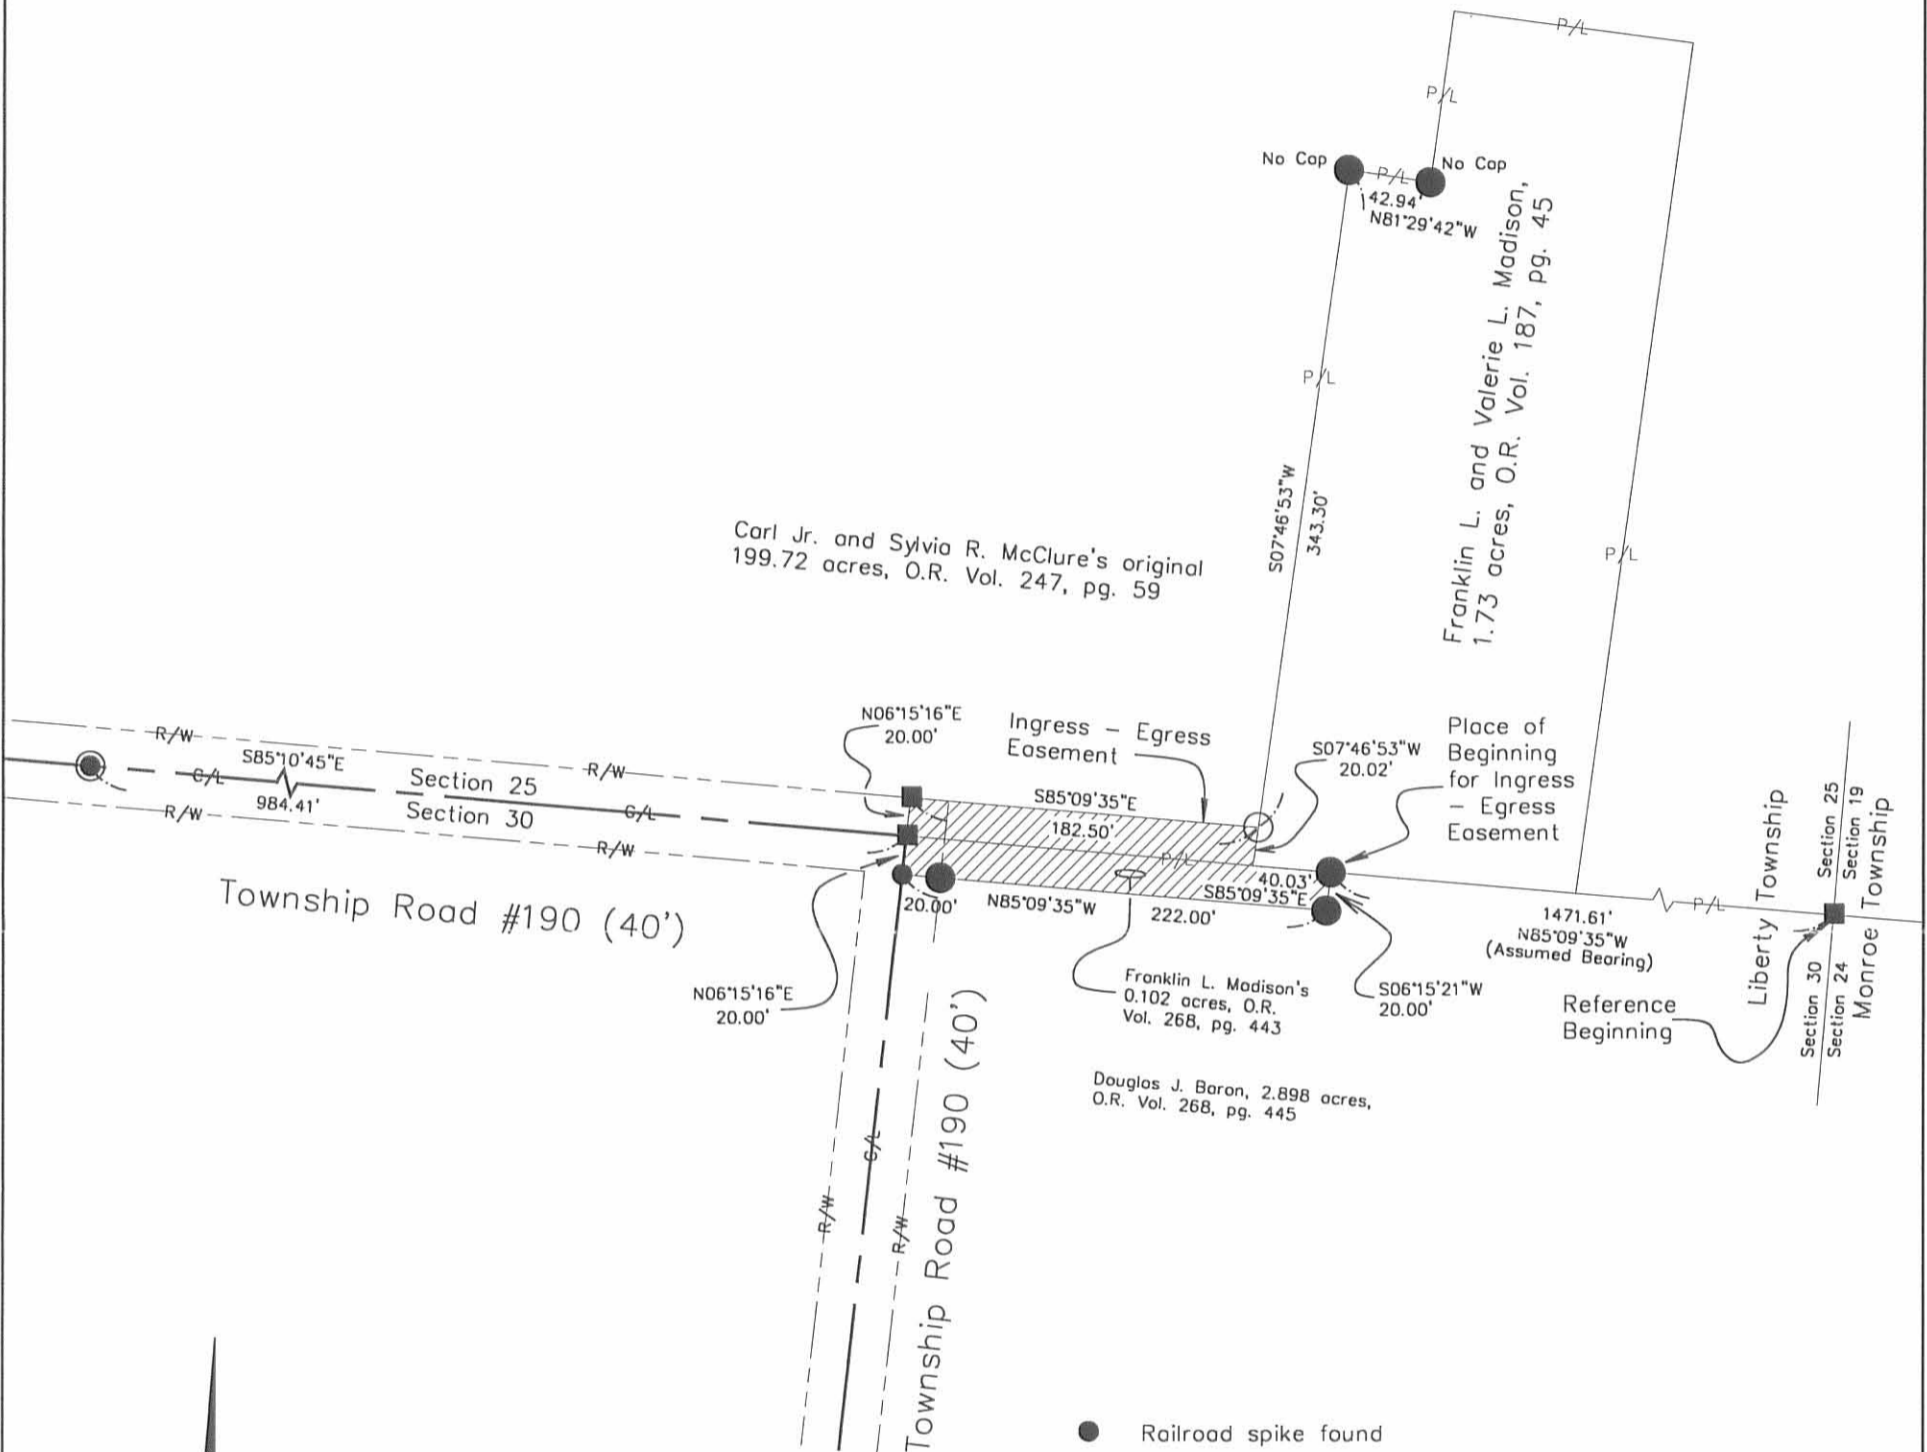 P/L
P/L
No Cap
P/L
No Cap
42.94'
N81°29'42"W
Franklin L. and Valerie L. Madison,
1.73 acres, O.R. Vol. 187, pg. 45
P/L
S07°46'53"W
343.30'
P/L
Carl Jr. and Sylvia R. McClure's original
199.72 acres, O.R. Vol. 247, pg. 59
N06°15'16"E
20.00'
Ingress - Egress
Easement
S07°46'53"W
20.02'
Place of
Beginning
for Ingress
- Egress
Easement
R/W
S85°10'45"E
C/L
984.41'
R/W
Section 25
Section 30
R/W
C/L
R/W
S85°09'35"E
182.50'
P/L
40.03'
S85°09'35"E
20.00'
N85°09'35"W
222.00'
1471.61'
N85°09'35"W
(Assumed Bearing)
P/L
Liberty Township
Section 25
Section 19
Monroe Township
Section 30
Section 24
Township Road #190 (40')
N06°15'16"E
20.00'
Franklin L. Madison's
0.102 acres, O.R.
Vol. 268, pg. 443
S06°15'21"W
20.00'
Reference
Beginning
Douglas J. Baron, 2.898 acres,
O.R. Vol. 268, pg. 445
C/L
R/W
R/W
Township Road #190 (40')
Railroad spike found